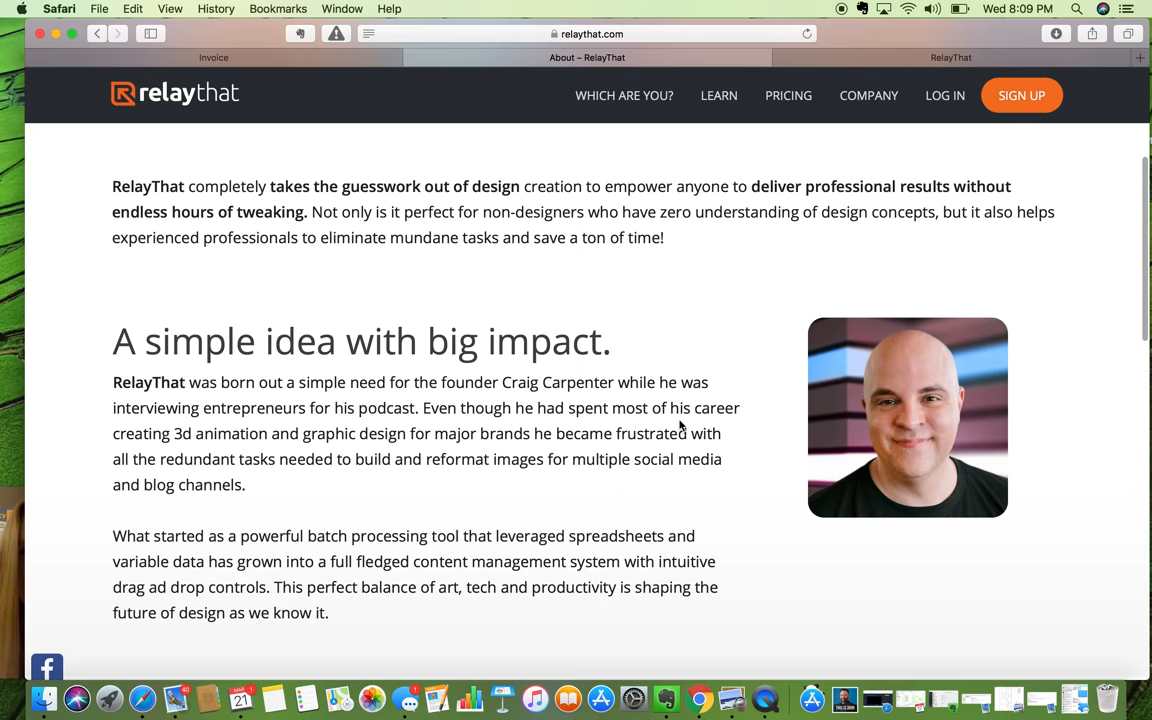 Safari File Edit View History Bookmarks Window Help Wed 8:09 PM
relaythat.com
Invoice About – RelayThat RelayThat
relaythat WHICH ARE YOU? LEARN PRICING COMPANY LOG IN SIGN UP
RelayThat completely takes the guesswork out of design creation to empower anyone to deliver professional results without
endless hours of tweaking. Not only is it perfect for non-designers who have zero understanding of design concepts, but it also helps
experienced professionals to eliminate mundane tasks and save a ton of time!
A simple idea with big impact.
RelayThat was born out a simple need for the founder Craig Carpenter while he was
interviewing entrepreneurs for his podcast. Even though he had spent most of his career
creating 3d animation and graphic design for major brands he became frustrated with
all the redundant tasks needed to build and reformat images for multiple social media
and blog channels.
What started as a powerful batch processing tool that leveraged spreadsheets and
variable data has grown into a full fledged content management system with intuitive
drag ad drop controls. This perfect balance of art, tech and productivity is shaping the
future of design as we know it.
40
21
1